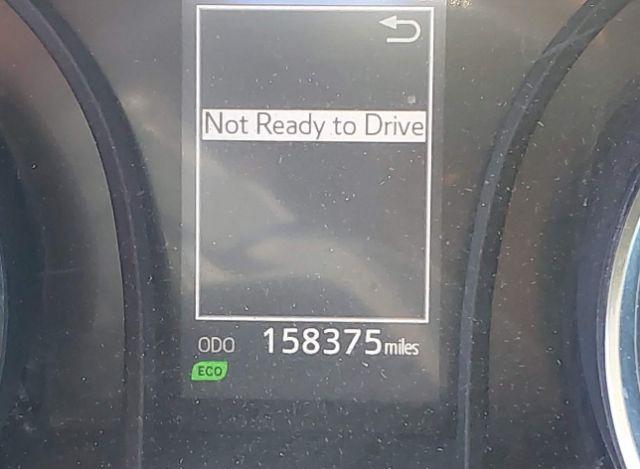 Not Ready to Drive
ODO 158375 miles
ECO